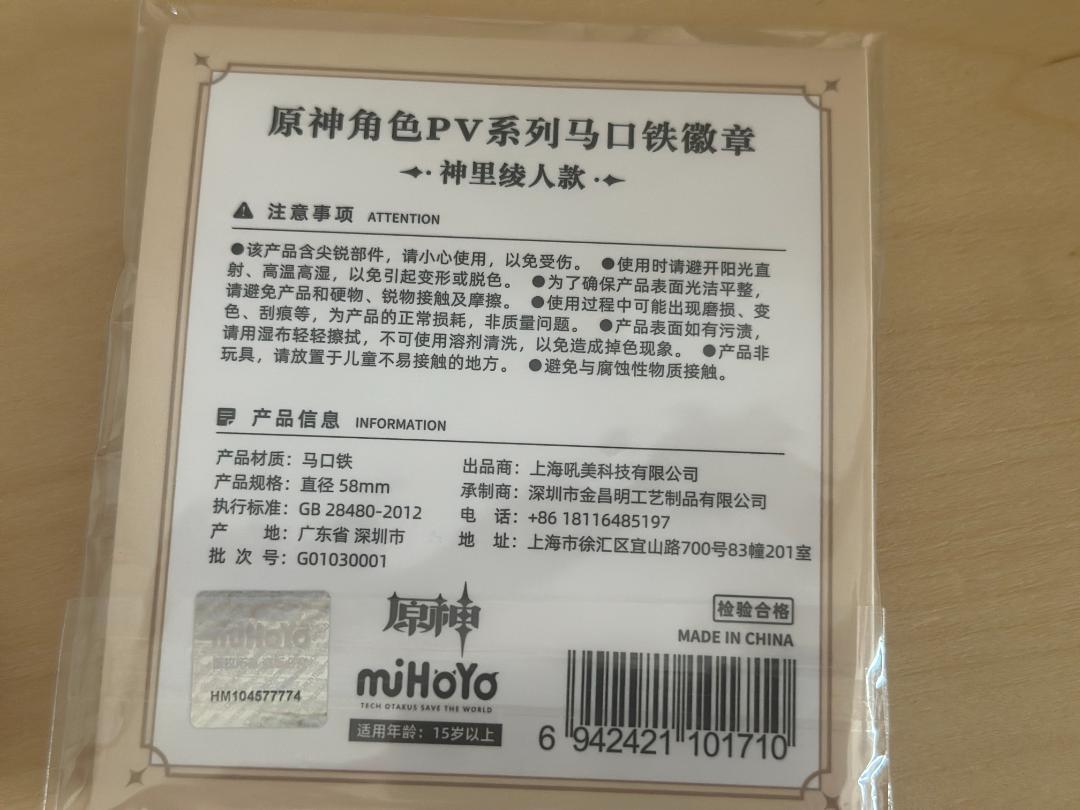 原神角色PV系列马口铁徽章
神里绫人款
注意事项 ATTENTION
●该产品含尖锐部件，请小心使用，以免受伤。 ●使用时请避开阳光直
射、高温高湿，以免引起变形或脱色。 ●为了确保产品表面光洁平整，
请避免产品和硬物、锐物接触及摩擦。 ●使用过程中可能出现磨损、变
色、刮痕等，为产品的正常损耗，非质量问题。 ●产品表面如有污渍，
请用湿布轻轻擦拭，不可使用溶剂清洗，以免造成掉色现象。 ●产品非
玩具，请放置于儿童不易接触的地方。 ●避免与腐蚀性物质接触。
产品信息 INFORMATION
产品材质：马口铁
产品规格：直径 58mm
执行标准：GB 28480-2012
产 地：广东省 深圳市
批 次 号：G01030001
出品商：上海吼美科技有限公司
承制商：深圳市金昌明工艺制品有限公司
电 话：+86 18116485197
地 址：上海市徐汇区宜山路700号83幢201室
miHoYo
HM104577774
原神
miHoYo
TECH OTAKUS SAVE THE WORLD
适用年龄：15岁以上
检验合格
MADE IN CHINA
6 942421 101710